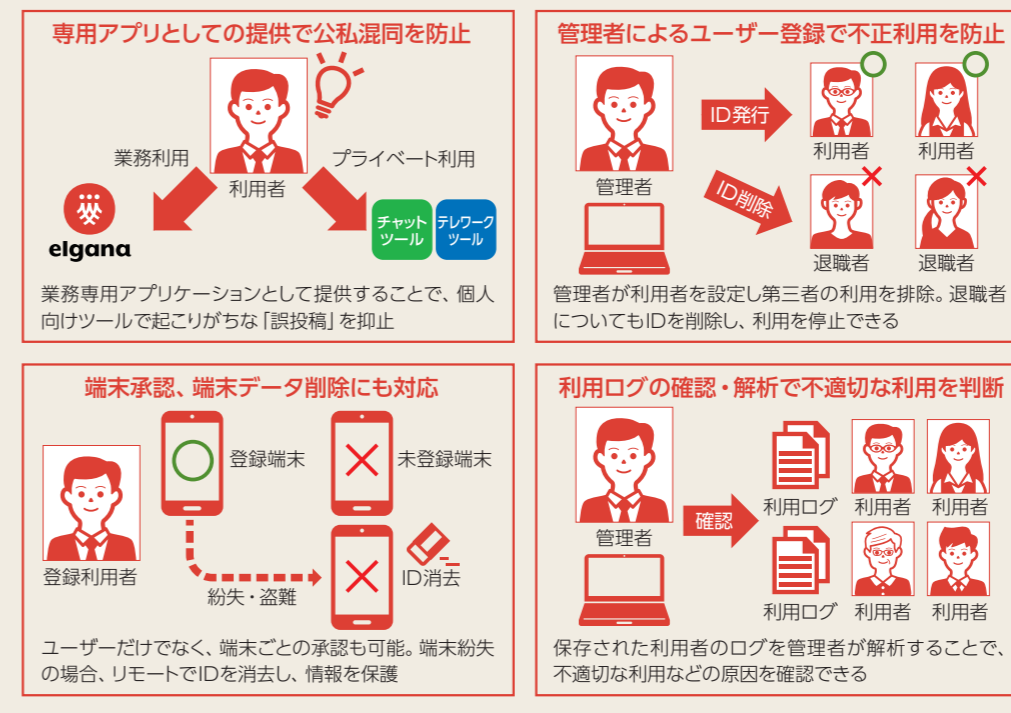 専用アプリとしての提供で公私混同を防止
業務利用
プライベート利用
利用者
elgana
チャット
ツール
テレワーク
ツール
業務専用アプリケーションとして提供することで、個人
向けツールで起こりがちな「誤投稿」を抑止
管理者によるユーザー登録で不正利用を防止
ID発行
利用者
利用者
管理者
ID削除
退職者
退職者
管理者が利用者を設定し第三者の利用を排除。退職者
についてもIDを削除し、利用を停止できる
端末承認、端末データ削除にも対応
登録端末
未登録端末
登録利用者
紛失・盗難
ID消去
ユーザーだけでなく、端末ごとの承認も可能。端末紛失
の場合、リモートでIDを消去し、情報を保護
利用ログの確認・解析で不適切な利用を判断
利用ログ
利用者
利用者
管理者
確認
利用ログ
利用者
利用者
保存された利用者のログを管理者が解析することで、
不適切な利用などの原因を確認できる